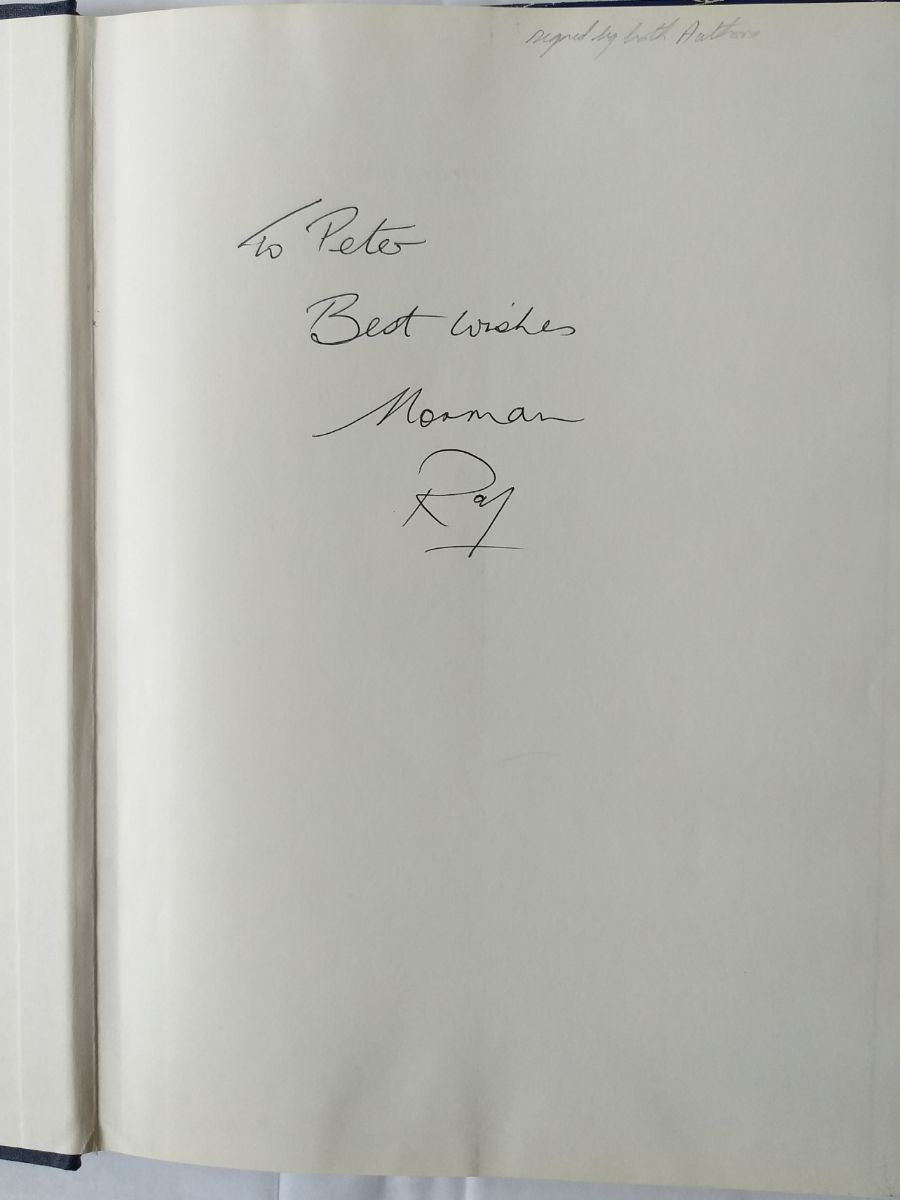 signed by both Authors
To Peter
Best wishes
Norman
Ray